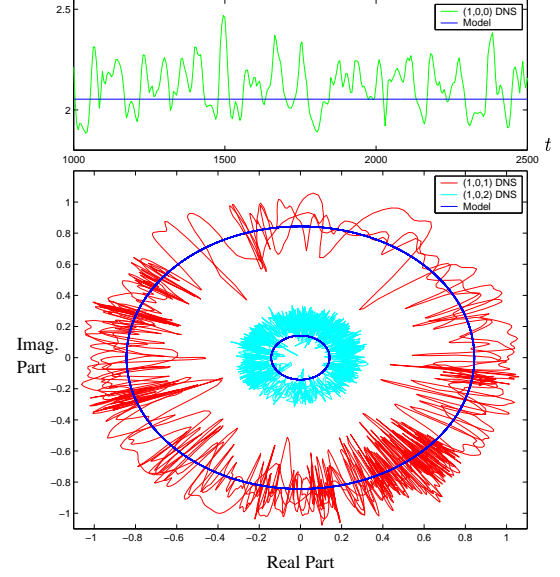 2.5
2
(1,0,0) DNS
Model
1000 1500 2000 2500
t
1
0.8
0.6
0.4
0.2
0
−0.2
−0.4
−0.6
−0.8
−1
Imag.
Part
(1,0,1) DNS
(1,0,2) DNS
Model
−1 −0.8 −0.6 −0.4 −0.2 0 0.2 0.4 0.6 0.8 1
Real Part